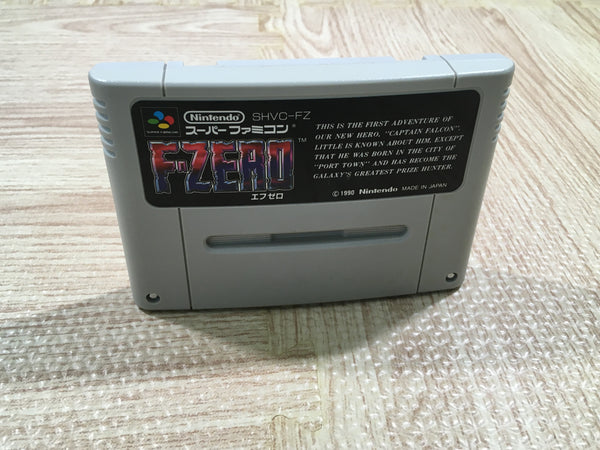 Nintendo SHVC-FZ
スーパーファミコン
F-ZERO™
エフゼロ
THIS IS THE FIRST ADVENTURE OF
OUR NEW HERO, "CAPTAIN FALCON".
LITTLE IS KNOWN ABOUT HIM, EXCEPT
THAT HE WAS BORN IN THE CITY OF
"PORT TOWN" AND HAS BECOME THE
GALAXY'S GREATEST PRIZE HUNTER.
© 1990 Nintendo MADE IN JAPAN